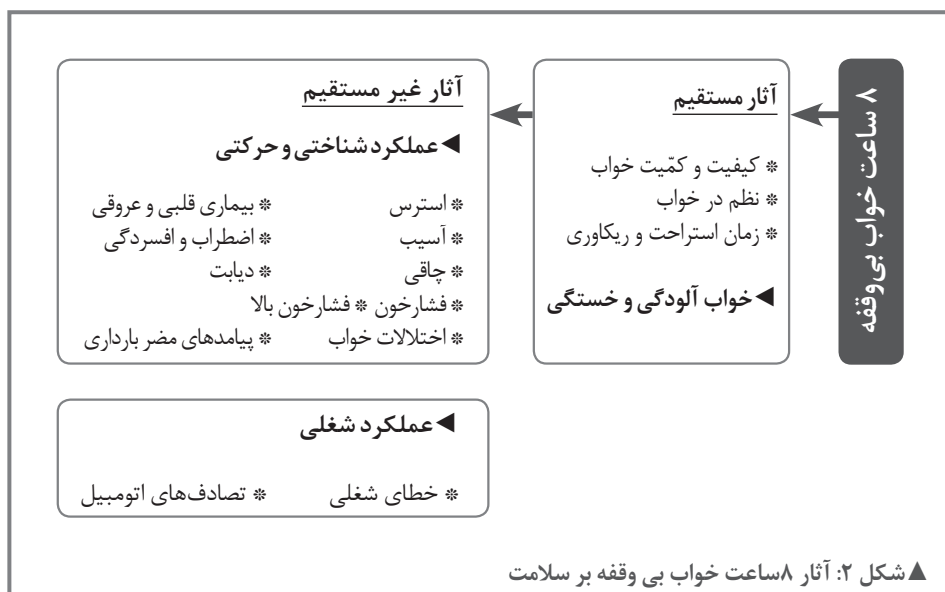 ۸ ساعت خواب بی‌وقفه
آثار مستقیم
* کیفیت و کمّیت خواب
* نظم در خواب
* زمان استراحت و ریکاوری
◀ خواب آلودگی و خستگی
آثار غیر مستقیم
◀ عملکرد شناختی و حرکتی
* استرس * بیماری قلبی و عروقی
* آسیب * اضطراب و افسردگی
* چاقی * دیابت
* فشارخون * فشارخون بالا
* اختلالات خواب * پیامدهای مضر بارداری
◀ عملکرد شغلی
* خطای شغلی * تصادف‌های اتومبیل
▲ شکل ۲: آثار ۸ساعت خواب بی وقفه بر سلامت